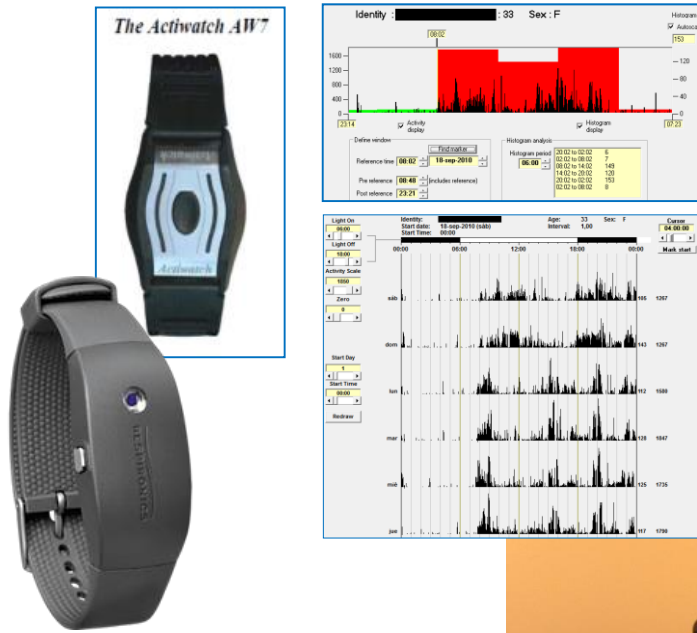 The Actiwatch AW7
Actiwatch
Identity : : 33 Sex : F
Histogram
Autosca
153
08:02
1600
1200
800
400
0
120
80
40
0
23:14
07:23
Activity display
Histogram display
Define window
Find marker
Reference time 08:02 18-sep-2010
Pre reference 08:48 (includes reference)
Post reference 23:21
Histogram analysis
Histogram period
06:00
20:02 to 02:02 6
02:02 to 08:02 7
08:02 to 14:02 149
14:02 to 20:02 120
20:02 to 02:02 153
02:02 to 08:02 8
Light On
06:00
Light Off
18:00
Activity Scale
1050
Zero
0
Start Day
1
Start Time
00:00
Redraw
Identity: Age: 33 Sex: F
Start date: 18-sep-2010 (sáb) Interval: 1,00
Start Time: 00:00
Cursor
04:00:00
Mark start
00:00 06:00 12:00 18:00 00:00
sáb 1267
dom 143 1267
lun 112
mar 1847
mié 125 1735
jue 117 1790